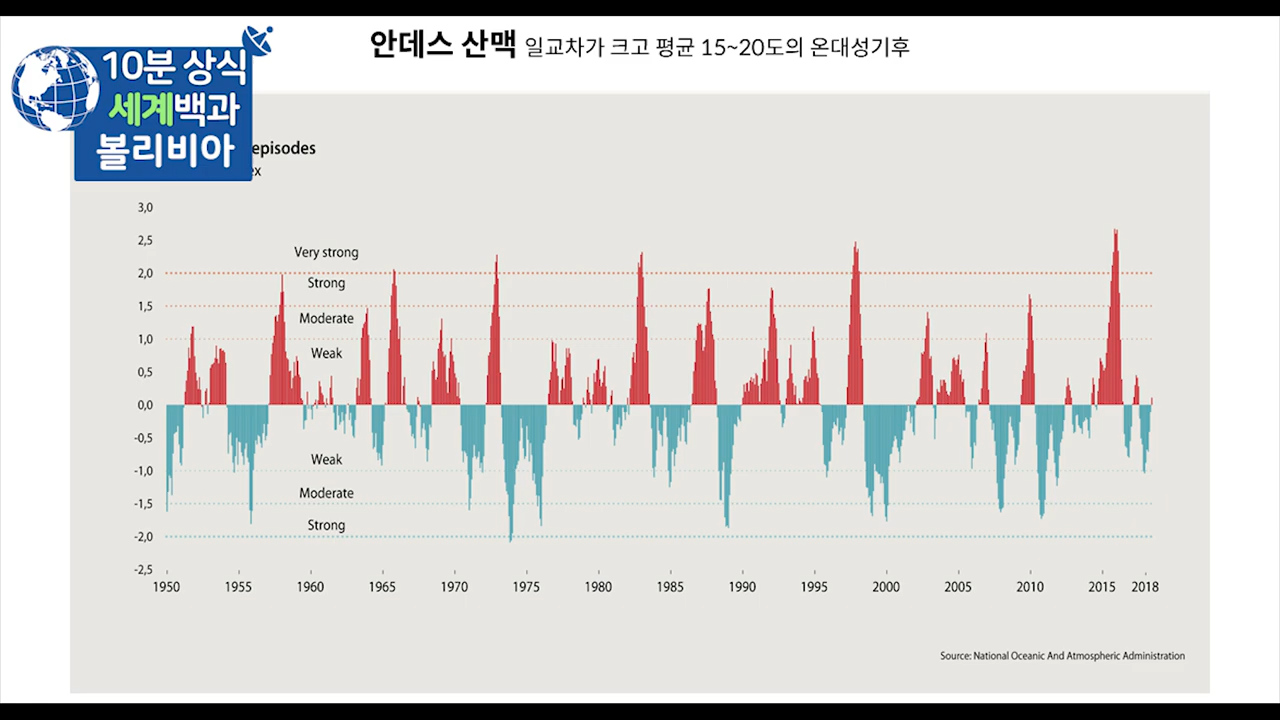 안데스 산맥 일교차가 크고 평균 15~20도의 온대성기후
10분 상식
세계백과
볼리비아
episodes
ex
3,0
2,5
Very strong
2,0
Strong
1,5
Moderate
1,0
Weak
0,5
0,0
-0,5
Weak
-1,0
Moderate
-1,5
Strong
-2,0
-2,5
1950 1955 1960 1965 1970 1975 1980 1985 1990 1995 2000 2005 2010 2015 2018
Source: National Oceanic And Atmospheric Administration